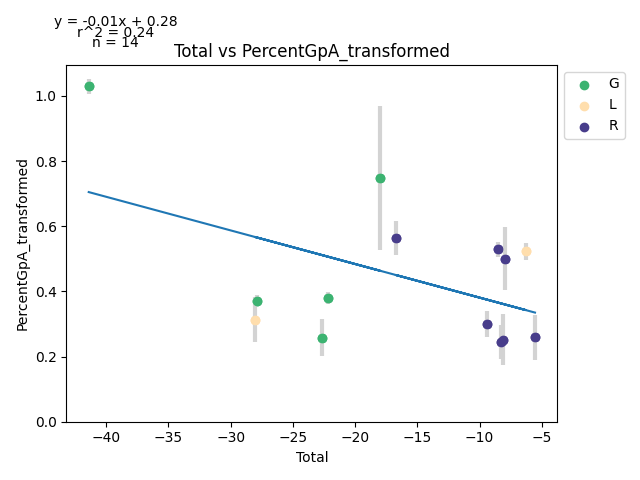 y = -0.01x + 0.28
r^2 = 0.24
n = 14
Total vs PercentGpA_transformed
G
L
R
PercentGpA_transformed
1.0
0.8
0.6
0.4
0.2
0.0
−40 −35 −30 −25 −20 −15 −10 −5
Total